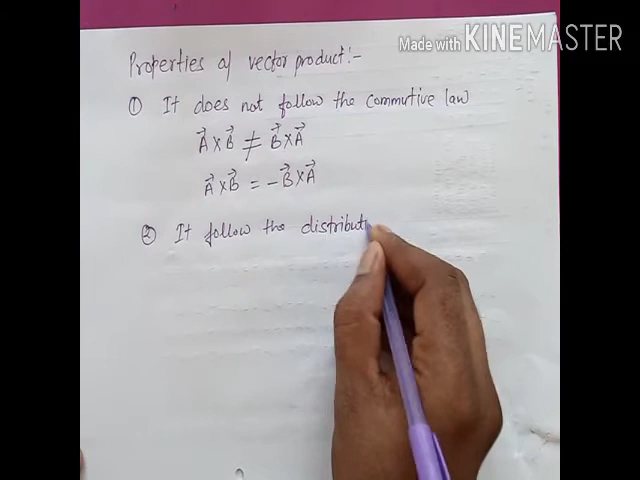 Made with KINEMASTER
Properties of vector product:-
① It does not follow the commutive law
A⃗ × B⃗ ≠ B⃗ × A⃗
A⃗ × B⃗ = - B⃗ × A⃗
② It follow the distributi